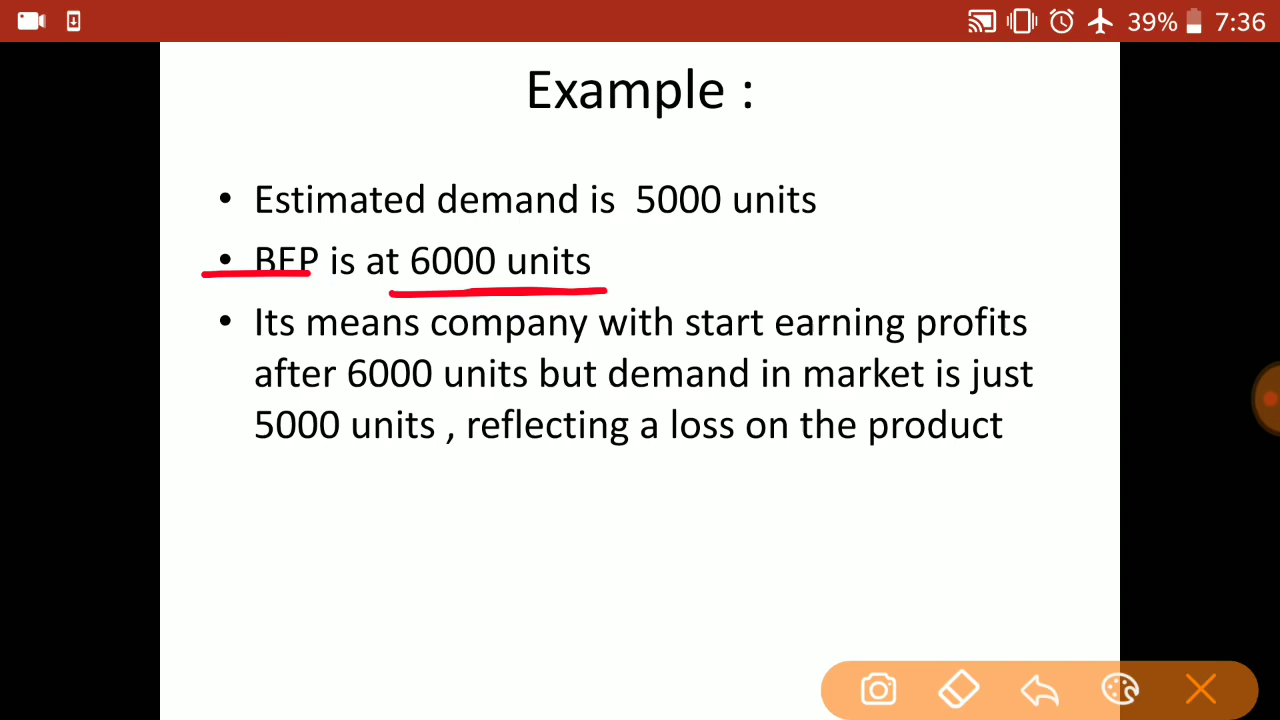 39% 7:36
Example :
• Estimated demand is 5000 units
• BEP is at 6000 units
• Its means company with start earning profits
after 6000 units but demand in market is just
5000 units , reflecting a loss on the product